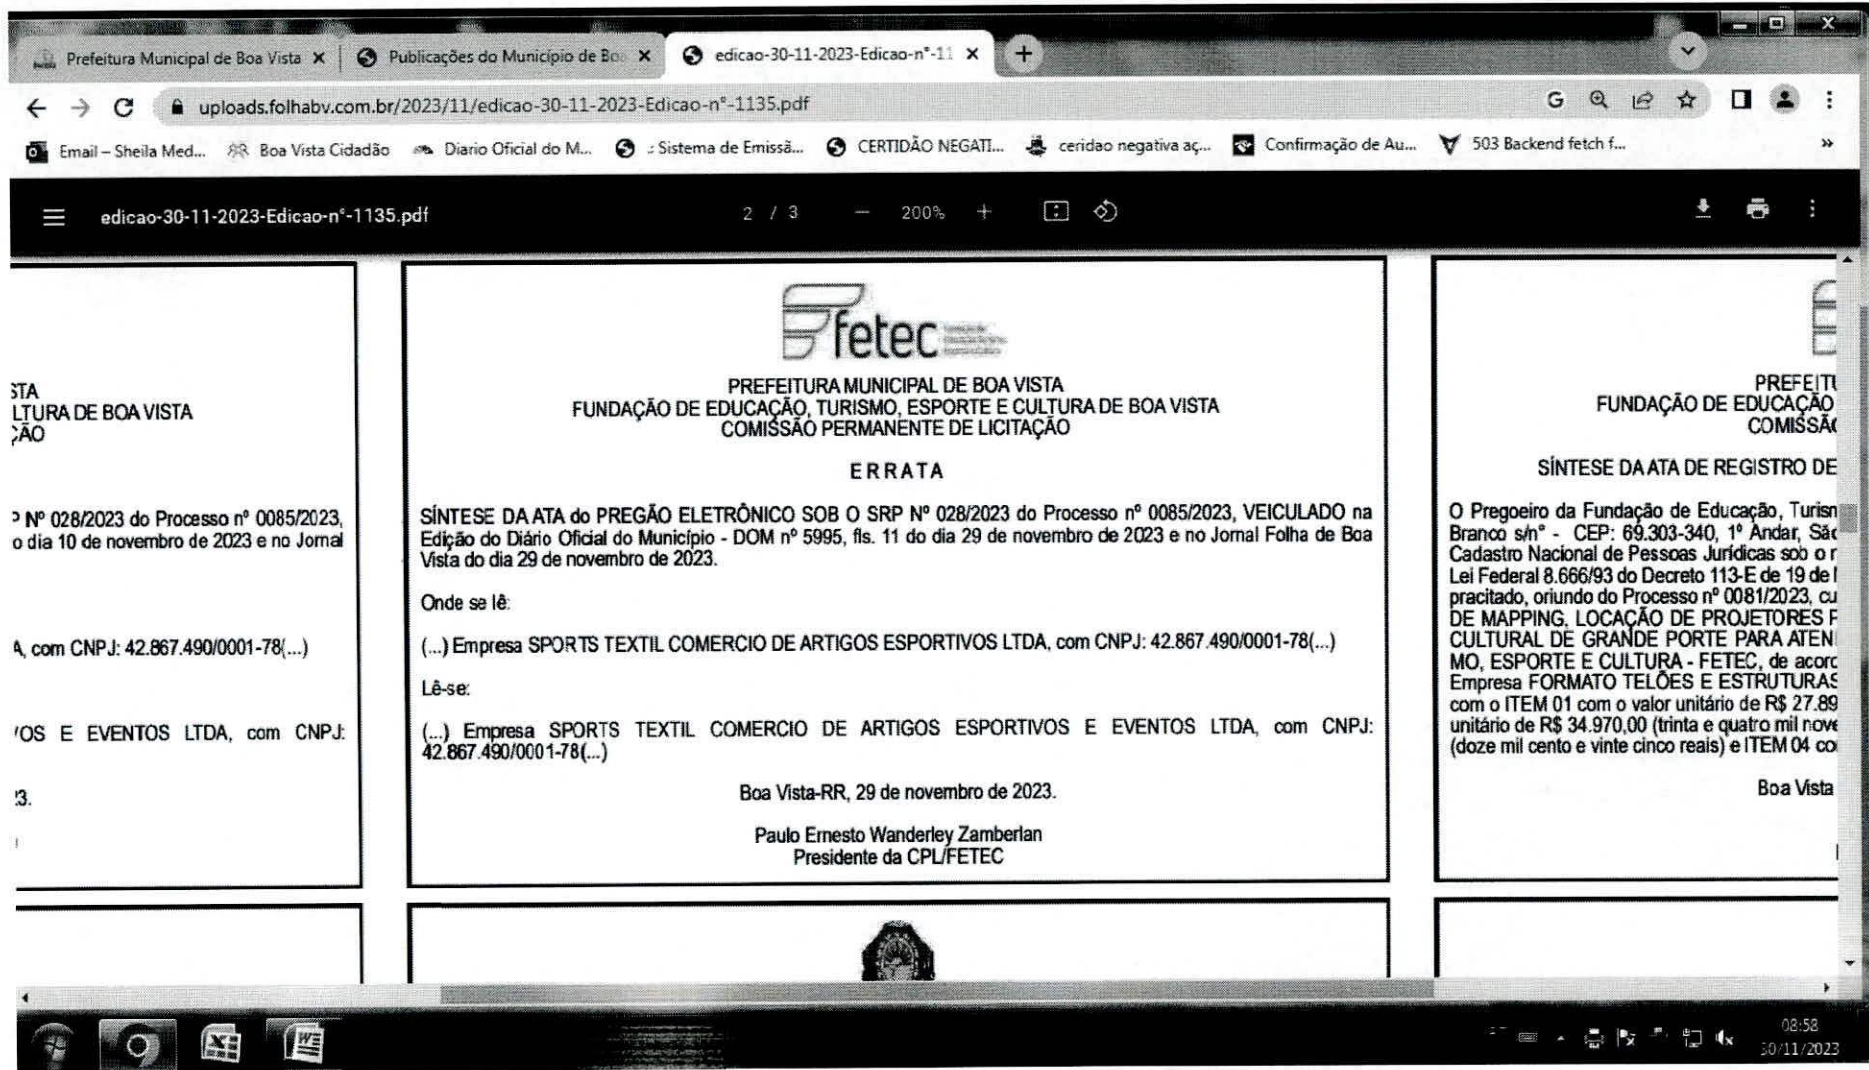 Prefeitura Municipal de Boa Vista
Publicações do Município de Bo
edicao-30-11-2023-Edicao-n°-11
uploads.folhabv.com.br/2023/11/edicao-30-11-2023-Edicao-n°-1135.pdf
Email – Sheila Med...
Boa Vista Cidadão
Diario Oficial do M...
.: Sistema de Emissã...
CERTIDÃO NEGATI...
ceridao negativa aç...
Confirmação de Au...
503 Backend fetch f...
edicao-30-11-2023-Edicao-n°-1135.pdf
2 / 3 — 200% +
STA
LTURA DE BOA VISTA
ÇÃO
P Nº 028/2023 do Processo nº 0085/2023,
o dia 10 de novembro de 2023 e no Jornal
A, com CNPJ: 42.867.490/0001-78(...)
VOS E EVENTOS LTDA, com CNPJ:
23.
fetec
PREFEITURA MUNICIPAL DE BOA VISTA
FUNDAÇÃO DE EDUCAÇÃO, TURISMO, ESPORTE E CULTURA DE BOA VISTA
COMISSÃO PERMANENTE DE LICITAÇÃO
ERRATA
SÍNTESE DA ATA do PREGÃO ELETRÔNICO SOB O SRP Nº 028/2023 do Processo nº 0085/2023, VEICULADO na
Edição do Diário Oficial do Município - DOM nº 5995, fls. 11 do dia 29 de novembro de 2023 e no Jornal Folha de Boa
Vista do dia 29 de novembro de 2023.
Onde se lê:
(...) Empresa SPORTS TEXTIL COMERCIO DE ARTIGOS ESPORTIVOS LTDA, com CNPJ: 42.867.490/0001-78(...)
Lê-se:
(...) Empresa SPORTS TEXTIL COMERCIO DE ARTIGOS ESPORTIVOS E EVENTOS LTDA, com CNPJ:
42.867.490/0001-78(...)
Boa Vista-RR, 29 de novembro de 2023.
Paulo Ernesto Wanderley Zamberlan
Presidente da CPL/FETEC
PREFEITU
FUNDAÇÃO DE EDUCAÇÃO
COMISSÃO
SÍNTESE DA ATA DE REGISTRO DE
O Pregoeiro da Fundação de Educação, Turism
Branco s/n° - CEP: 69.303-340, 1º Andar, São
Cadastro Nacional de Pessoas Jurídicas sob o n
Lei Federal 8.666/93 do Decreto 113-E de 19 de
pracitado, oriundo do Processo nº 0081/2023, cu
DE MAPPING, LOCAÇÃO DE PROJETORES P
CULTURAL DE GRANDE PORTE PARA ATEN
MO, ESPORTE E CULTURA - FETEC, de acord
Empresa FORMATO TELÕES E ESTRUTURAS
com o ITEM 01 com o valor unitário de R$ 27.89
unitário de R$ 34.970,00 (trinta e quatro mil nove
(doze mil cento e vinte cinco reais) e ITEM 04 co
Boa Vista
08:58
30/11/2023